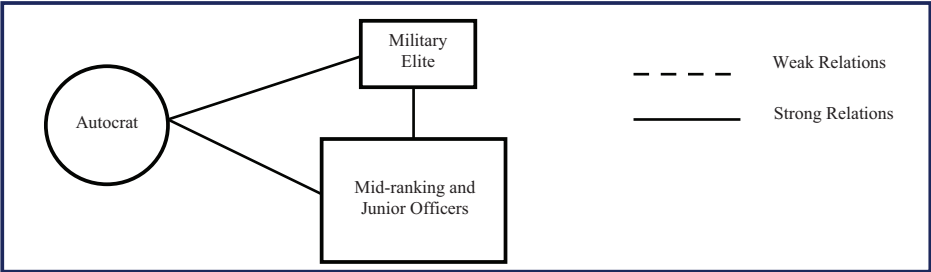 Military
Elite
Autocrat
Mid-ranking and
Junior Officers
Weak Relations
Strong Relations